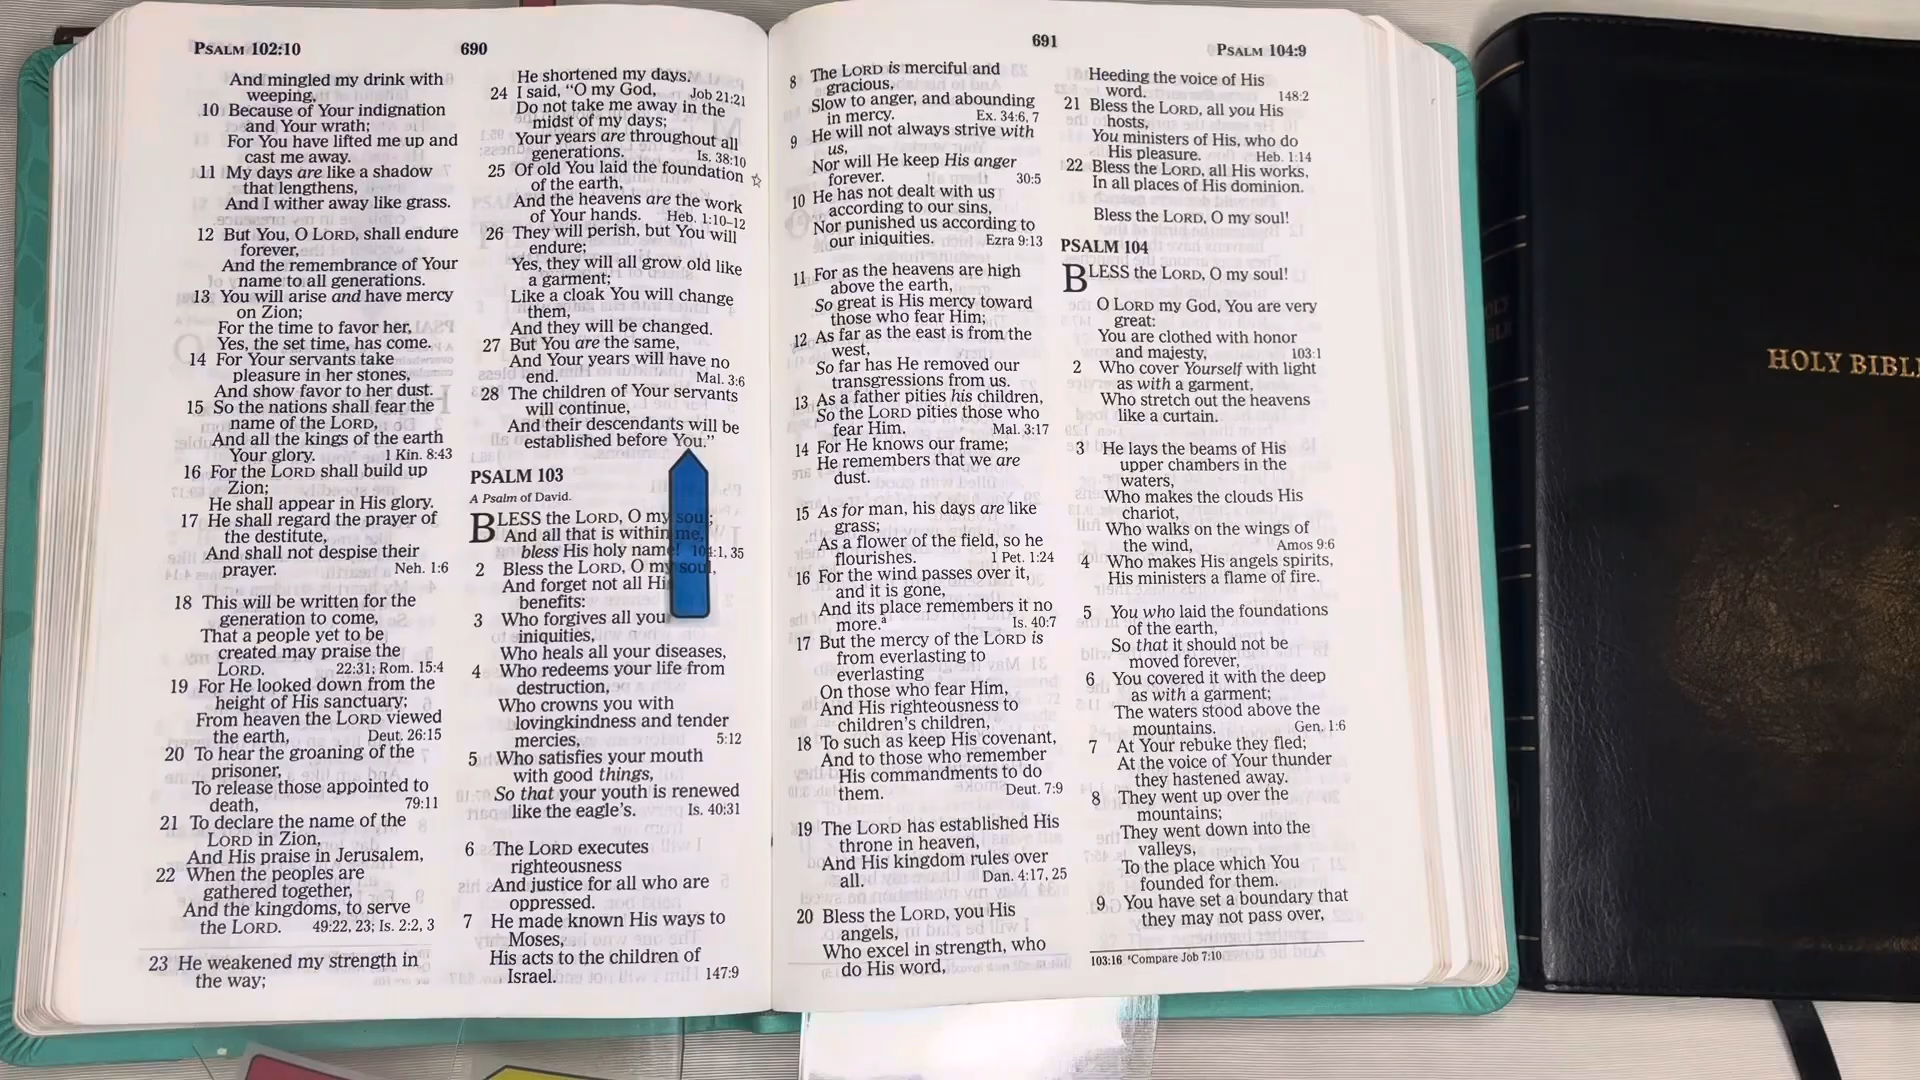 PSALM 102:10
690
And mingled my drink with
weeping,
10 Because of Your indignation
and Your wrath;
For You have lifted me up and
cast me away.
11 My days are like a shadow
that lengthens,
And I wither away like grass.
12 But You, O LORD, shall endure
forever,
And the remembrance of Your
name to all generations.
13 You will arise and have mercy
on Zion;
For the time to favor her,
Yes, the set time, has come.
14 For Your servants take
pleasure in her stones,
And show favor to her dust.
15 So the nations shall fear the
name of the LORD,
And all the kings of the earth
Your glory. 1 Kin. 8:43
16 For the LORD shall build up
Zion;
He shall appear in His glory.
17 He shall regard the prayer of
the destitute,
And shall not despise their
prayer. Neh. 1:6
18 This will be written for the
generation to come,
That a people yet to be
created may praise the
LORD. 22:31; Rom. 15:4
19 For He looked down from the
height of His sanctuary;
From heaven the LORD viewed
the earth, Deut. 26:15
20 To hear the groaning of the
prisoner,
To release those appointed to
death, 79:11
21 To declare the name of the
LORD in Zion,
And His praise in Jerusalem,
22 When the peoples are
gathered together,
And the kingdoms, to serve
the LORD. 49:22, 23; Is. 2:2, 3
23 He weakened my strength in
the way;
He shortened my days.
24 I said, "O my God, Job 21:21
Do not take me away in the
midst of my days;
Your years are throughout all
generations. Is. 38:10
25 Of old You laid the foundation ☆
of the earth,
And the heavens are the work
of Your hands. Heb. 1:10–12
26 They will perish, but You will
endure;
Yes, they will all grow old like
a garment;
Like a cloak You will change
them,
And they will be changed.
27 But You are the same,
And Your years will have no
end. Mal. 3:6
28 The children of Your servants
will continue,
And their descendants will be
established before You."
PSALM 103
A Psalm of David.
BLESS the LORD, O my soul;
And all that is within me,
bless His holy name! 104:1, 35
2 Bless the LORD, O my soul,
And forget not all Hi
benefits:
3 Who forgives all you
iniquities,
Who heals all your diseases,
4 Who redeems your life from
destruction,
Who crowns you with
lovingkindness and tender
mercies, 5:12
5 Who satisfies your mouth
with good things,
So that your youth is renewed
like the eagle's. Is. 40:31
6 The LORD executes
righteousness
And justice for all who are
oppressed.
7 He made known His ways to
Moses,
His acts to the children of
Israel. 147:9
691
PSALM 104:9
8 The LORD is merciful and
gracious,
Slow to anger, and abounding
in mercy. Ex. 34:6, 7
9 He will not always strive with
us,
Nor will He keep His anger
forever. 30:5
10 He has not dealt with us
according to our sins,
Nor punished us according to
our iniquities. Ezra 9:13
11 For as the heavens are high
above the earth,
So great is His mercy toward
those who fear Him;
12 As far as the east is from the
west,
So far has He removed our
transgressions from us.
13 As a father pities his children,
So the LORD pities those who
fear Him. Mal. 3:17
14 For He knows our frame;
He remembers that we are
dust.
15 As for man, his days are like
grass;
As a flower of the field, so he
flourishes. 1 Pet. 1:24
16 For the wind passes over it,
and it is gone,
And its place remembers it no
more.a Is. 40:7
17 But the mercy of the LORD is
from everlasting to
everlasting
On those who fear Him,
And His righteousness to
children's children,
18 To such as keep His covenant,
And to those who remember
His commandments to do
them. Deut. 7:9
19 The LORD has established His
throne in heaven,
And His kingdom rules over
all. Dan. 4:17, 25
20 Bless the LORD, you His
angels,
Who excel in strength, who
do His word,
Heeding the voice of His
word. 148:2
21 Bless the LORD, all you His
hosts,
You ministers of His, who do
His pleasure. Heb. 1:14
22 Bless the LORD, all His works,
In all places of His dominion.
Bless the LORD, O my soul!
PSALM 104
BLESS the LORD, O my soul!
O LORD my God, You are very
great:
You are clothed with honor
and majesty, 103:1
2 Who cover Yourself with light
as with a garment,
Who stretch out the heavens
like a curtain.
3 He lays the beams of His
upper chambers in the
waters,
Who makes the clouds His
chariot,
Who walks on the wings of
the wind, Amos 9:6
4 Who makes His angels spirits,
His ministers a flame of fire.
5 You who laid the foundations
of the earth,
So that it should not be
moved forever,
6 You covered it with the deep
as with a garment;
The waters stood above the
mountains. Gen. 1:6
7 At Your rebuke they fled;
At the voice of Your thunder
they hastened away.
8 They went up over the
mountains;
They went down into the
valleys,
To the place which You
founded for them.
9 You have set a boundary that
they may not pass over,
103:16 aCompare Job 7:10
HOLY BIBL